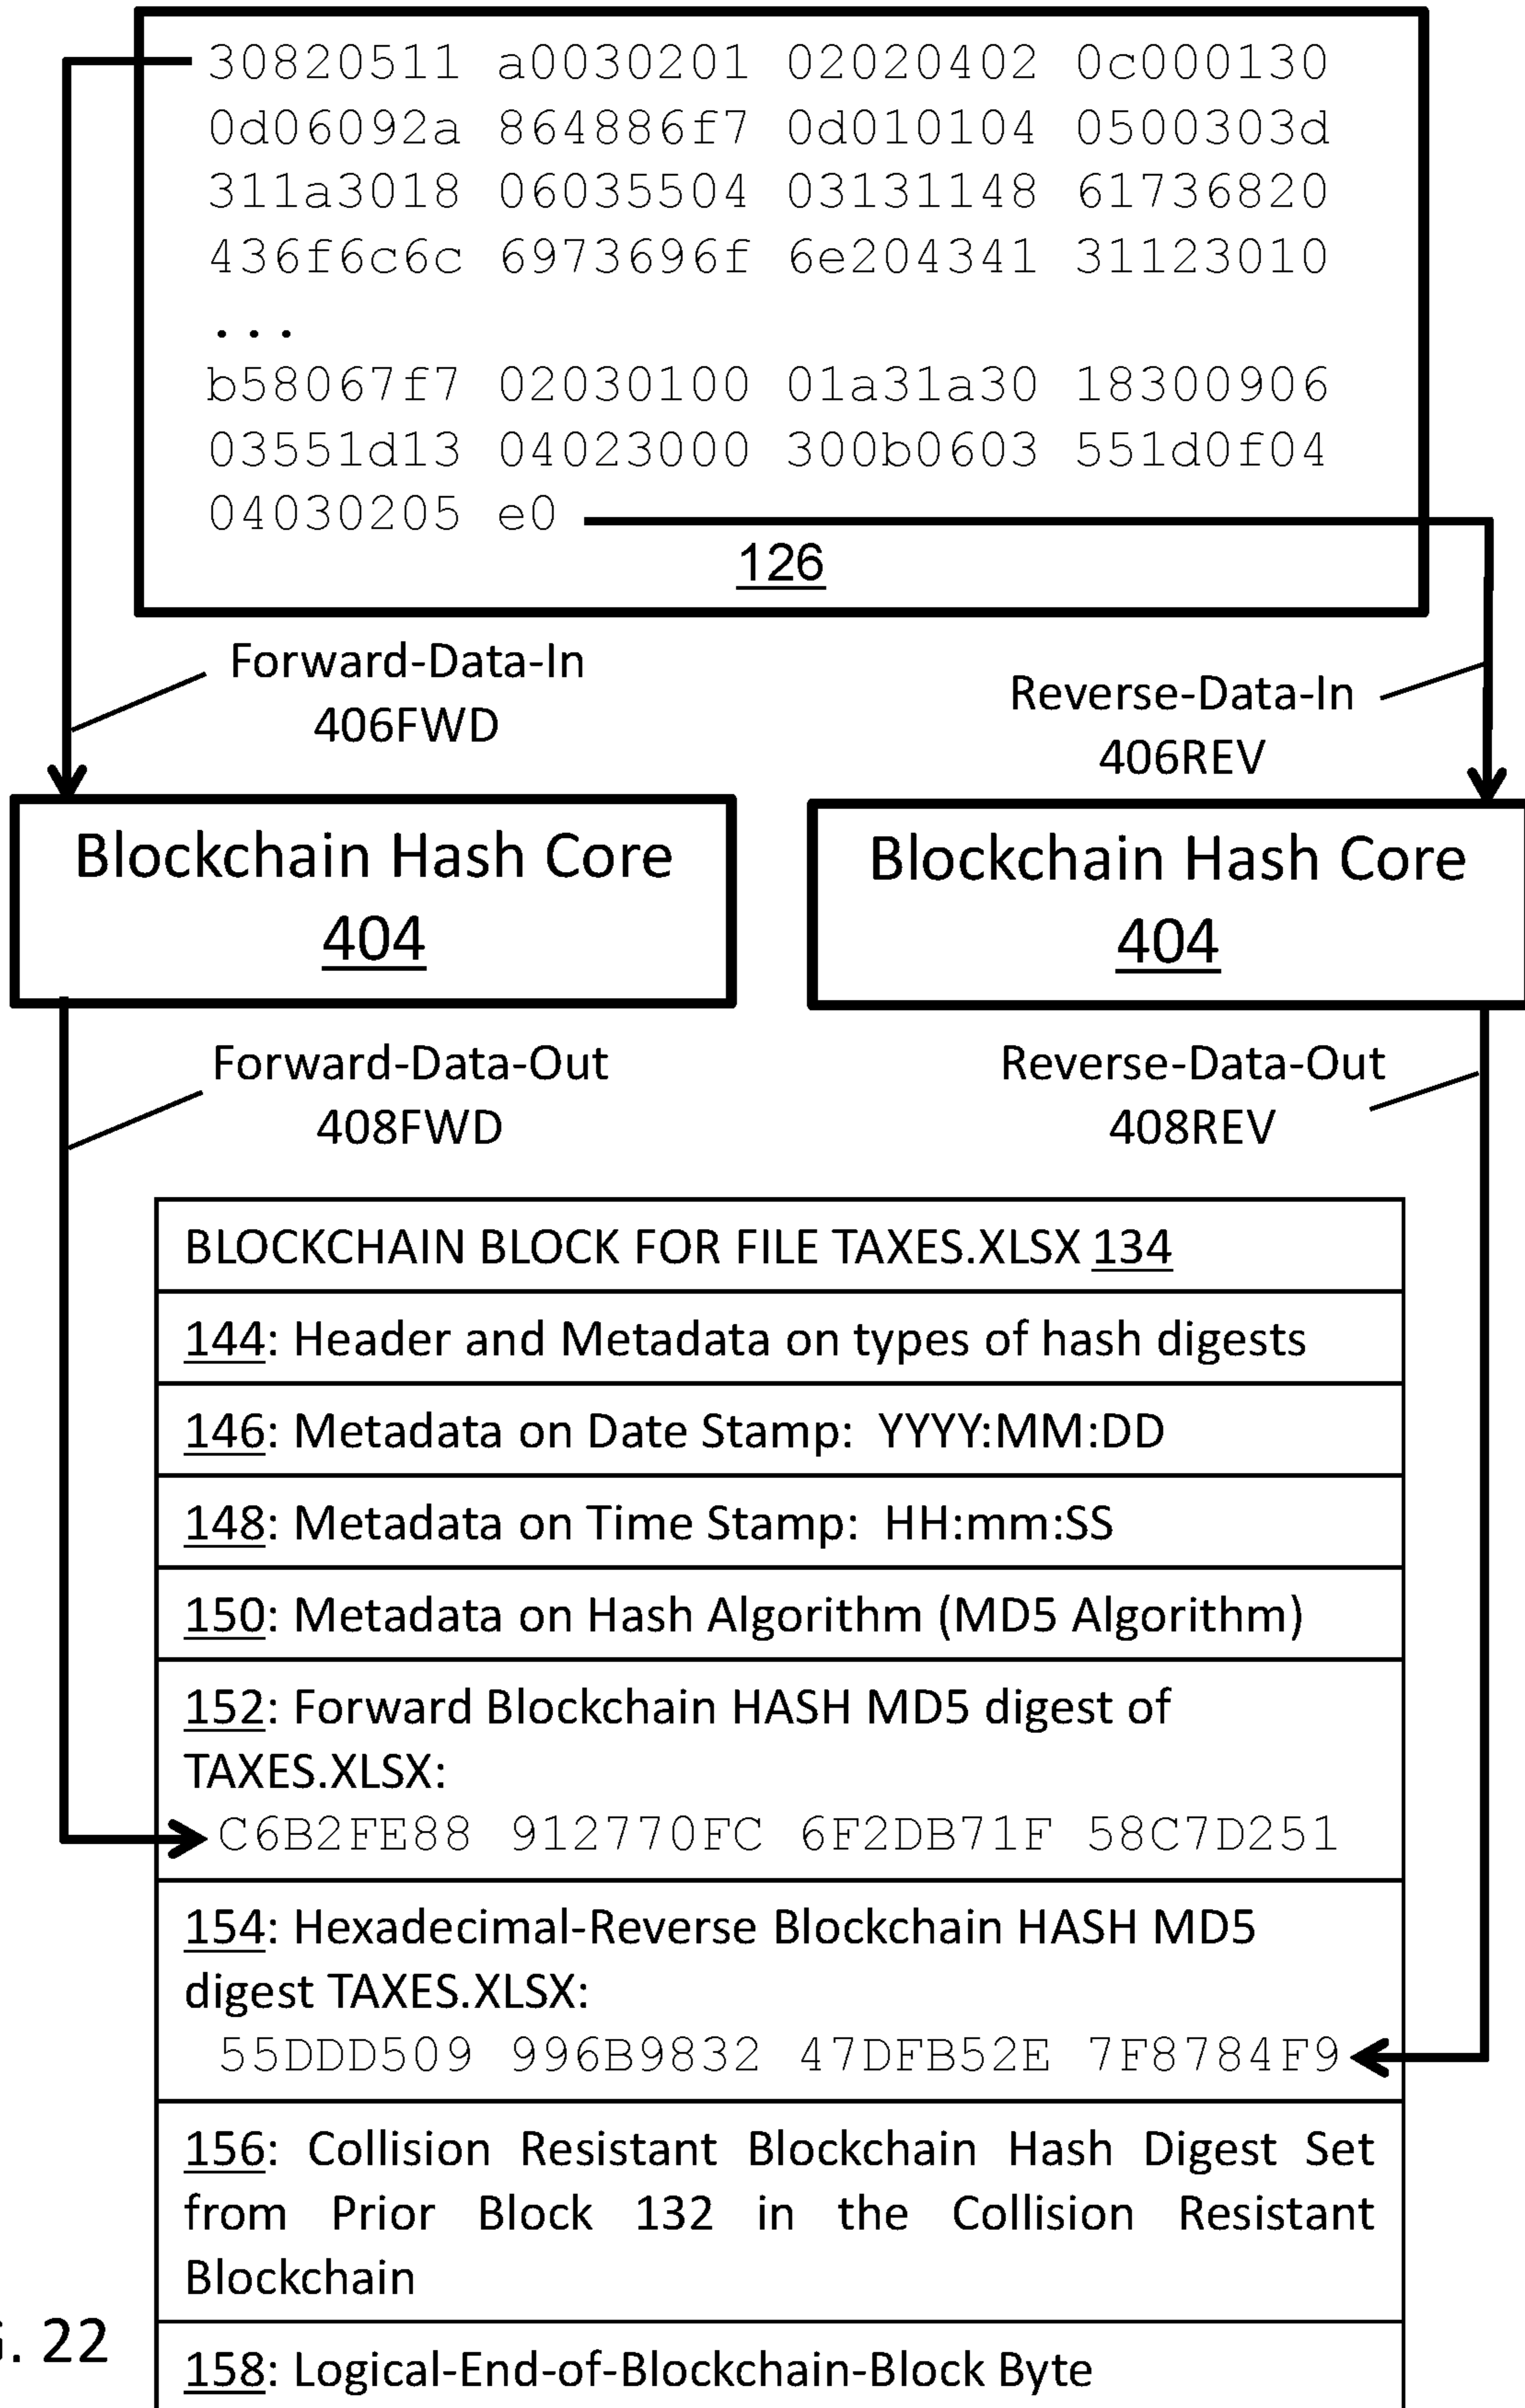 30820511 a0030201 02020402 0c000130
0d06092a 864886f7 0d010104 0500303d
311a3018 06035504 03131148 61736820
436f6c6c 6973696f 6e204341 31123010
...
b58067f7 02030100 01a31a30 18300906
03551d13 04023000 300b0603 551d0f04
04030205 e0
126
Forward-Data-In
406FWD
Reverse-Data-In
406REV
Blockchain Hash Core
404
Blockchain Hash Core
404
Forward-Data-Out
408FWD
Reverse-Data-Out
408REV
BLOCKCHAIN BLOCK FOR FILE TAXES.XLSX 134
144: Header and Metadata on types of hash digests
146: Metadata on Date Stamp: YYYY:MM:DD
148: Metadata on Time Stamp: HH:mm:SS
150: Metadata on Hash Algorithm (MD5 Algorithm)
152: Forward Blockchain HASH MD5 digest of
TAXES.XLSX:
C6B2FE88 912770FC 6F2DB71F 58C7D251
154: Hexadecimal-Reverse Blockchain HASH MD5
digest TAXES.XLSX:
55DDD509 996B9832 47DFB52E 7F8784F9
156: Collision Resistant Blockchain Hash Digest Set
from Prior Block 132 in the Collision Resistant
Blockchain
158: Logical-End-of-Blockchain-Block Byte
. 22